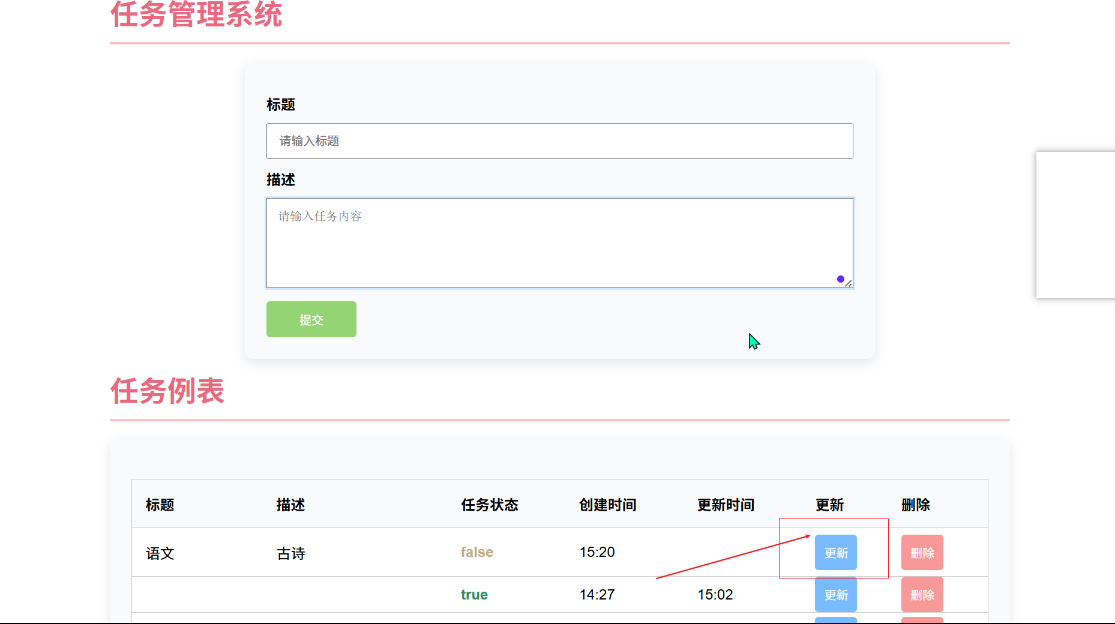 任务管理系统
标题
请输入标题
描述
请输入任务内容
提交
任务例表
标题 描述 任务状态 创建时间 更新时间 更新 删除
语文 古诗 false 15:20 更新 删除
true 14:27 15:02 更新 删除